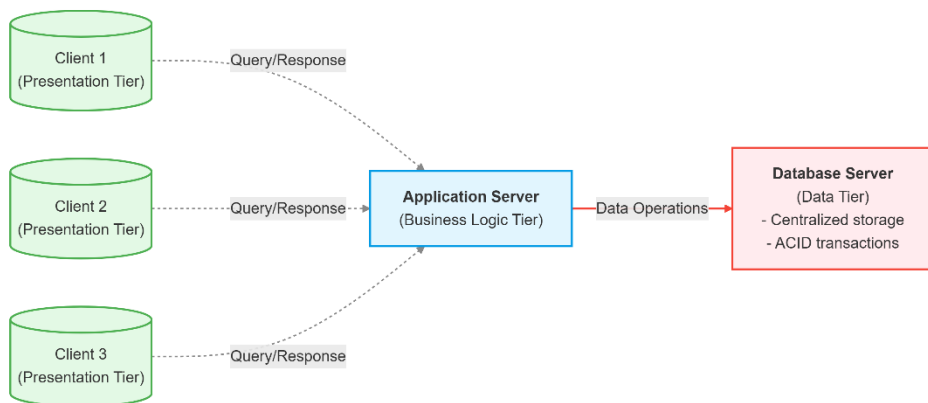 Client 1
(Presentation Tier)
Query/Response
Client 2
(Presentation Tier)
Query/Response
Client 3
(Presentation Tier)
Query/Response
Application Server
(Business Logic Tier)
Data Operations
Database Server
(Data Tier)
- Centralized storage
- ACID transactions